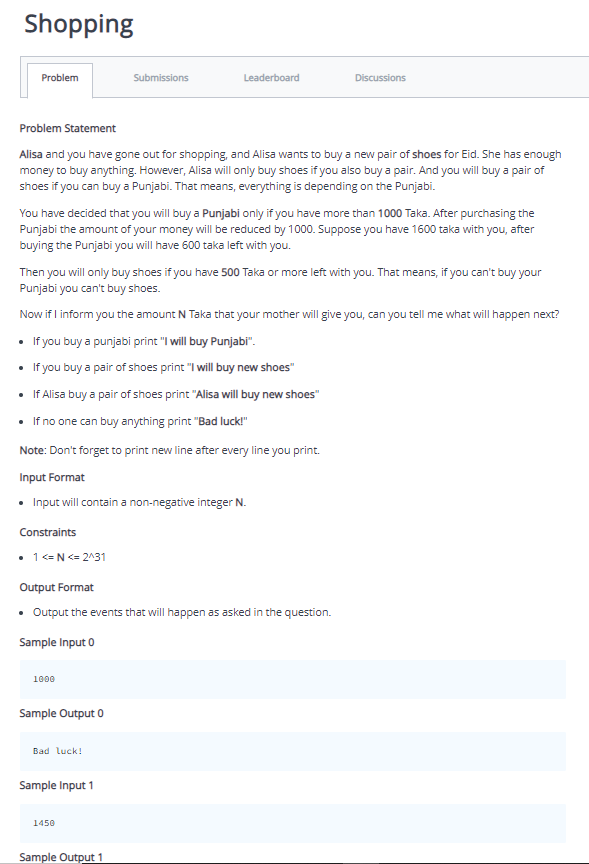 Shopping
Problem
Submissions
Leaderboard
Discussions
Problem Statement
Alisa and you have gone out for shopping, and Alisa wants to buy a new pair of shoes for Eid. She has enough
money to buy anything. However, Alisa will only buy shoes if you also buy a pair. And you will buy a pair of
shoes if you can buy a Punjabi. That means, everything is depending on the Punjabi.
You have decided that you will buy a Punjabi only if you have more than 1000 Taka. After purchasing the
Punjabi the amount of your money will be reduced by 1000. Suppose you have 1600 taka with you, after
buying the Punjabi you will have 600 taka left with you.
Then you will only buy shoes if you have 500 Taka or more left with you. That means, if you can't buy your
Punjabi you can't buy shoes.
Now if I inform you the amount N Taka that your mother will give you, can you tell me what will happen next?
• If you buy a punjabi print "I will buy Punjabi".
• If you buy a pair of shoes print "I will buy new shoes"
• If Alisa buy a pair of shoes print "Alisa will buy new shoes"
• If no one can buy anything print "Bad luck!"
Note: Don't forget to print new line after every line you print.
Input Format
• Input will contain a non-negative integer N.
Constraints
• 1 <= N <= 2^31
Output Format
• Output the events that will happen as asked in the question.
Sample Input 0
1000
Sample Output 0
Bad luck!
Sample Input 1
1450
Sample Output 1